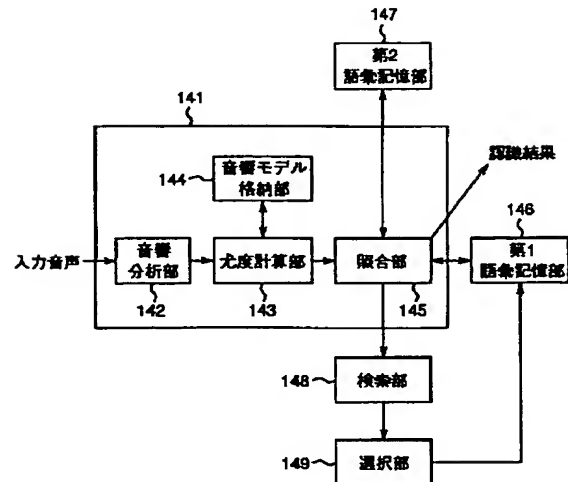 147
第2
語彙記憶部
141
認識結果
144
音響モデル
格納部
146
入力音声
音響
分析部
尤度計算部
照合部
第1
語彙記憶部
142
143
145
148
検索部
149
選択部